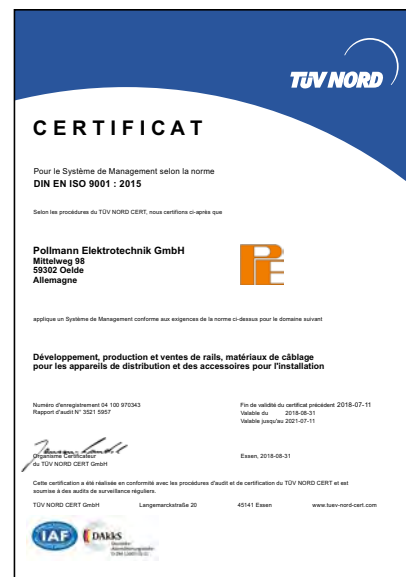 TÜV NORD
CERTIFICAT
Pour le Système de Management selon la norme
DIN EN ISO 9001 : 2015
Selon les procédures du TÜV NORD CERT, nous certifions ci-après que
Pollmann Elektrotechnik GmbH
Mittelweg 98
59302 Oelde
Allemagne
PE
applique un Système de Management conforme aux exigences de la norme ci-dessus pour le domaine suivant
Développement, production et ventes de rails, matériaux de câblage
pour les appareils de distribution et des accessoires pour l'installation
Numéro d'enregistrement 04 100 970343
Rapport d'audit N° 3521 5957
Fin de validité du certificat précédent 2018-07-11
Valable du 2018-08-31
Valable jusqu'au 2021-07-11
Organisme Certificateur
du TÜV NORD CERT GmbH
Essen, 2018-08-31
Cette certification a été réalisée en conformité avec les procédures d'audit et de certification du TÜV NORD CERT et est
soumise à des audits de surveillance réguliers.
TÜV NORD CERT GmbH Langemarckstraße 20 45141 Essen www.tuev-nord-cert.com
IAF
DAkkS
Deutsche
Akkreditierungsstelle